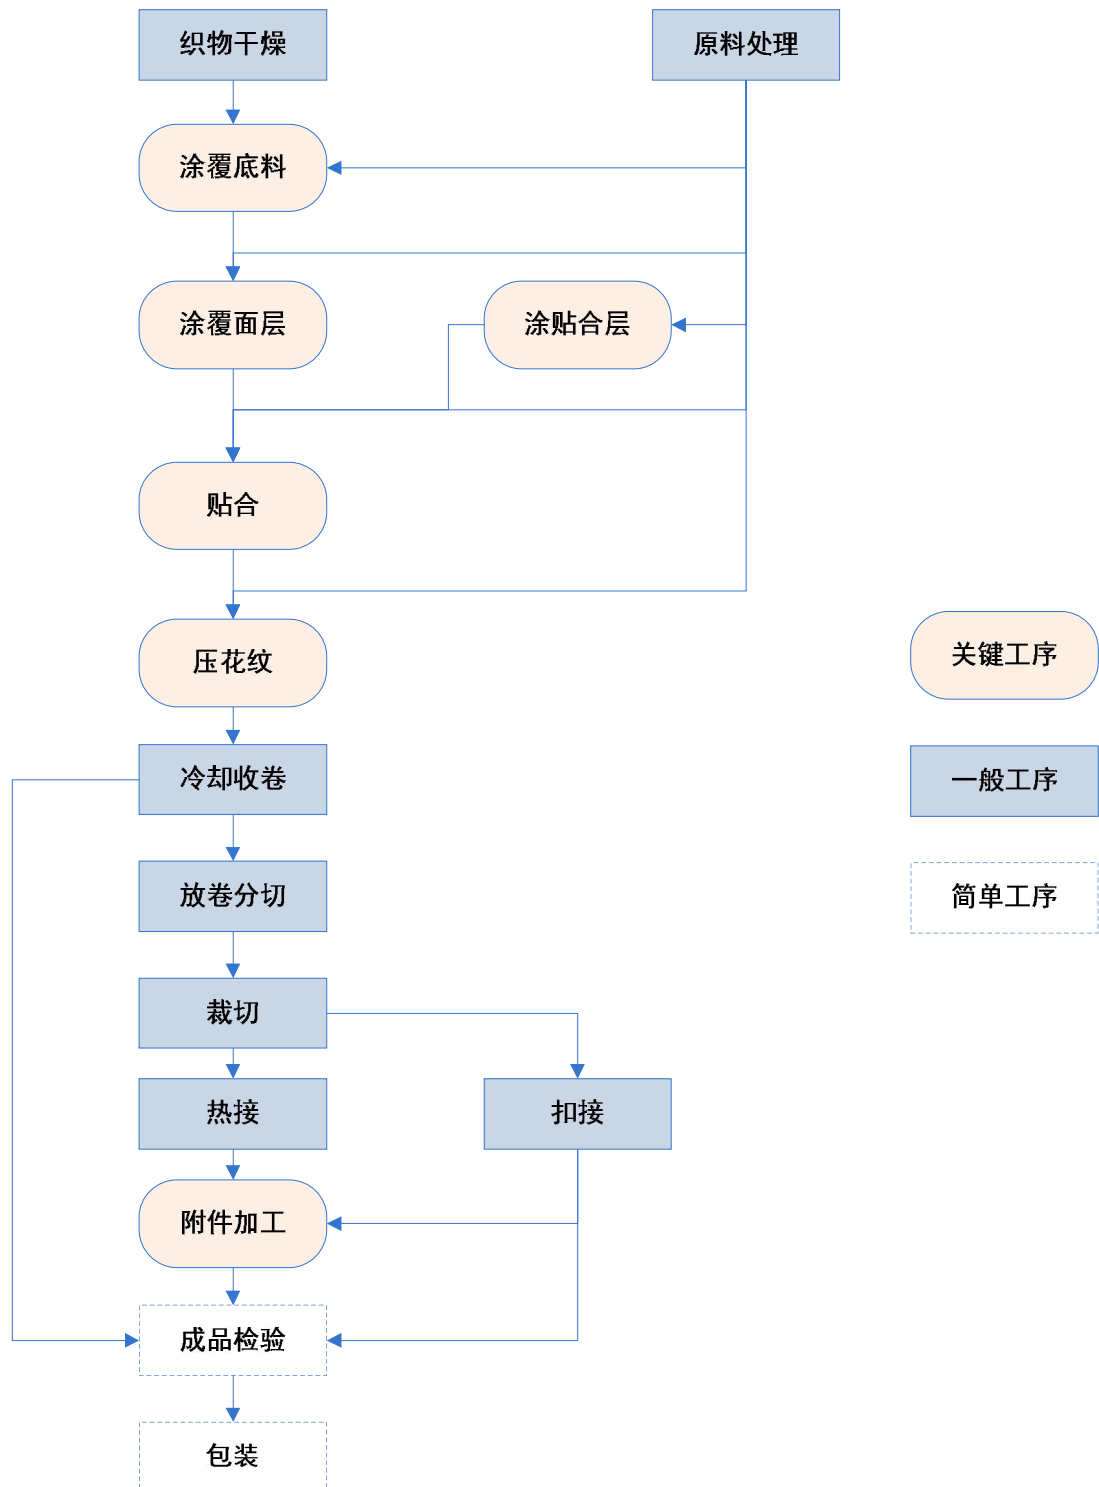 织物干燥
原料处理
涂覆底料
涂覆面层
涂贴合层
贴合
压花纹
关键工序
冷却收卷
一般工序
放卷分切
简单工序
裁切
热接
扣接
附件加工
成品检验
包装